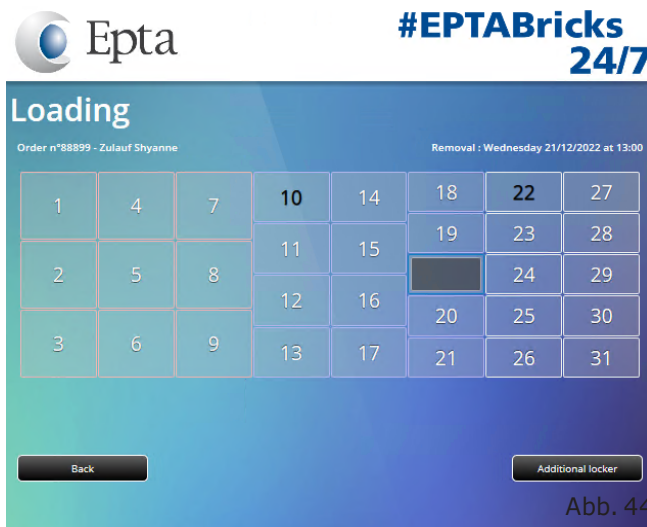 Epta
#EPTABricks
24/7
Loading
Order n°88899 - Zulauf Shyanne
Removal : Wednesday 21/12/2022 at 13:00
1 4 7 10 14 18 22 27
19 23 28
11 15
2 5 8 24 29
12 16
20 25 30
3 6 9 13 17 21 26 31
Back
Additional locker
Abb. 44